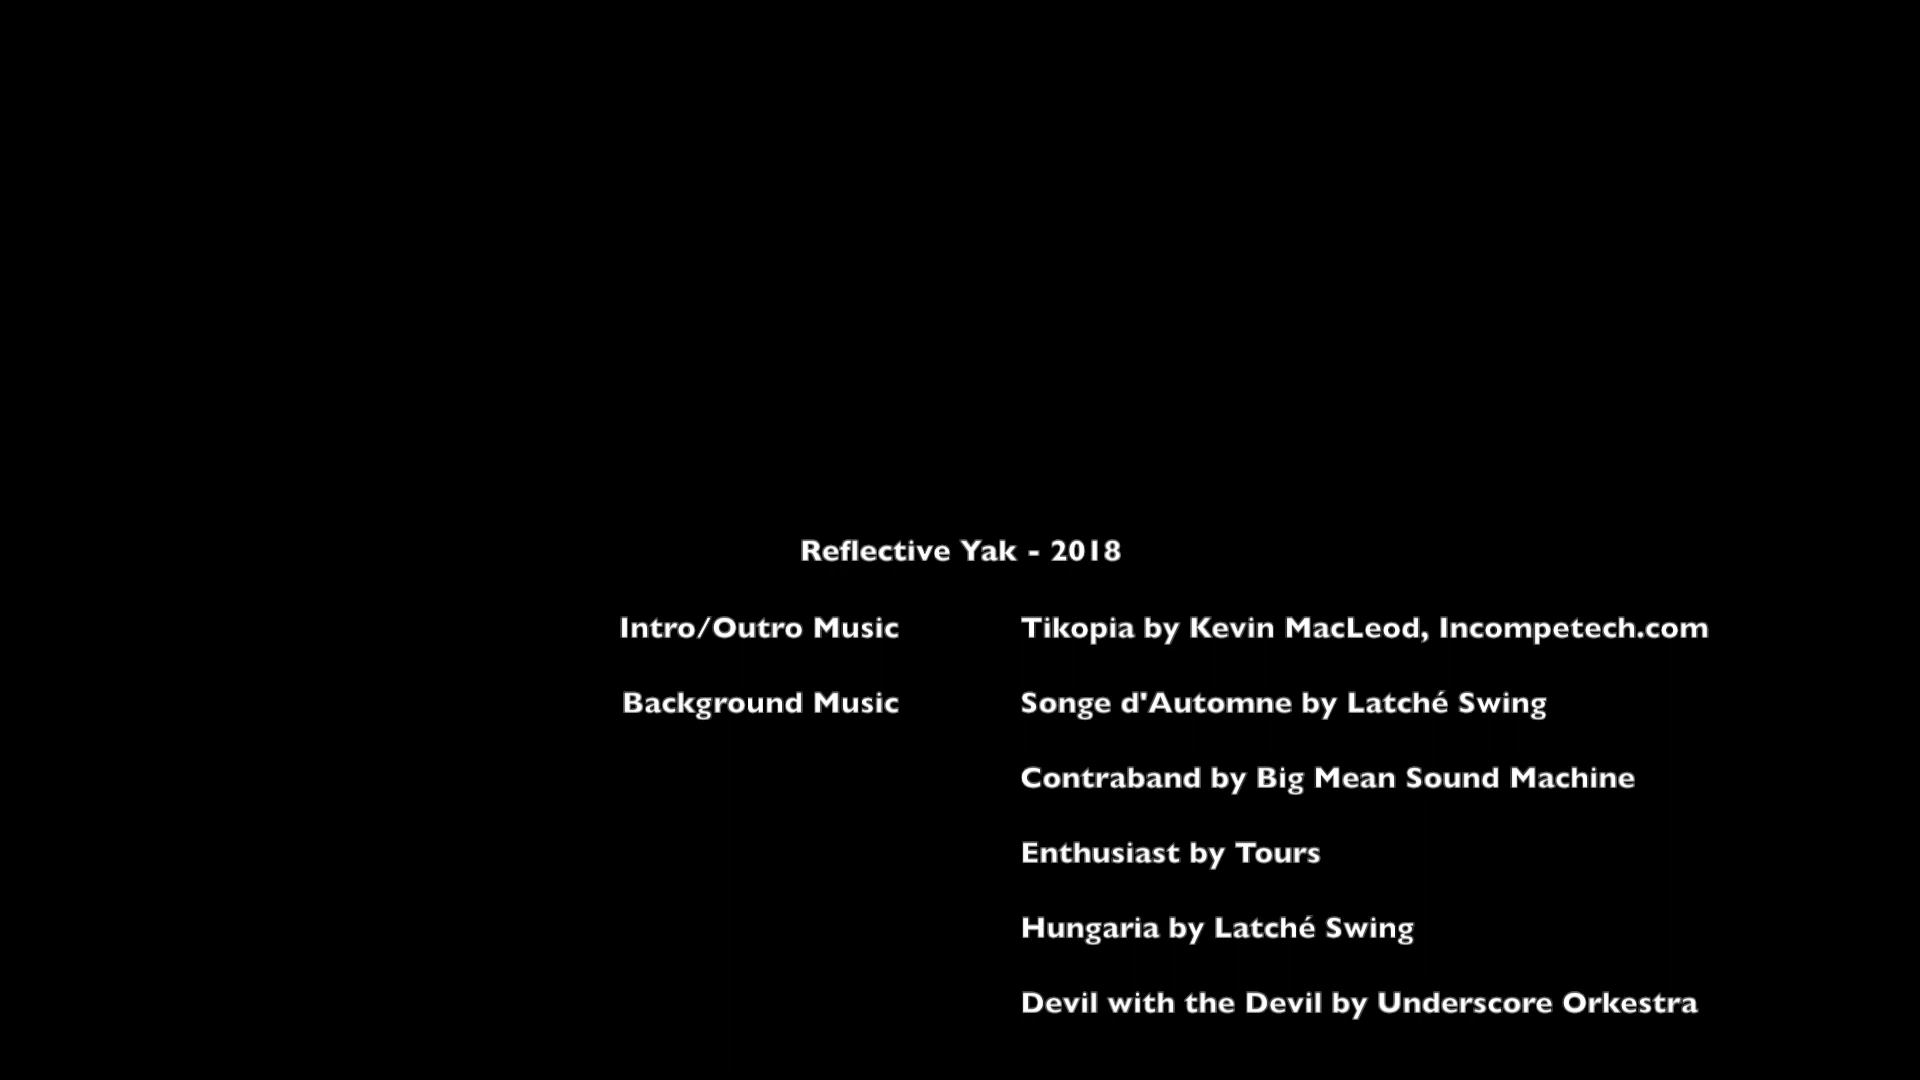 Reflective Yak - 2018
Intro/Outro Music Tikopia by Kevin MacLeod, Incompetech.com
Background Music Songe d'Automne by Latché Swing
Contraband by Big Mean Sound Machine
Enthusiast by Tours
Hungaria by Latché Swing
Devil with the Devil by Underscore Orkestra